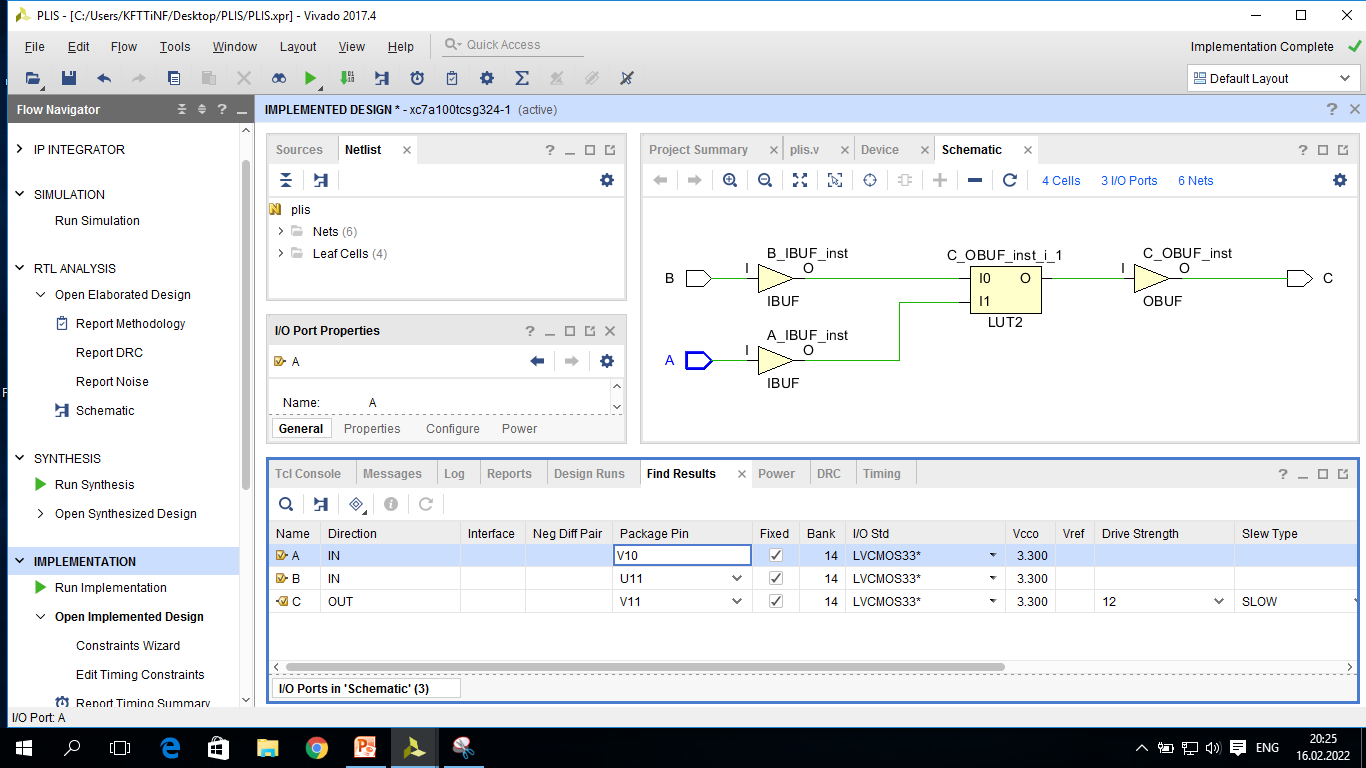 PLIS - [C:/Users/KFTTiNF/Desktop/PLIS/PLIS.xpr] - Vivado 2017.4
File Edit Flow Tools Window Layout View Help Quick Access Implementation Complete
Default Layout
Flow Navigator
IP INTEGRATOR
SIMULATION
Run Simulation
RTL ANALYSIS
Open Elaborated Design
Report Methodology
Report DRC
Report Noise
Schematic
SYNTHESIS
Run Synthesis
Open Synthesized Design
IMPLEMENTATION
Run Implementation
Open Implemented Design
Constraints Wizard
Edit Timing Constraints
Report Timing Summary
IMPLEMENTED DESIGN * - xc7a100tcsg324-1 (active)
Sources Netlist
plis
Nets (6)
Leaf Cells (4)
I/O Port Properties
A
Name: A
General Properties Configure Power
Project Summary plis.v Device Schematic
4 Cells 3 I/O Ports 6 Nets
B_IBUF_inst C_OBUF_inst_i_1 C_OBUF_inst
B I O I0 O I O C
IBUF I1 OBUF
LUT2
A_IBUF_inst
A I O
IBUF
Tcl Console Messages Log Reports Design Runs Find Results Power DRC Timing
Name Direction Interface Neg Diff Pair Package Pin Fixed Bank I/O Std Vcco Vref Drive Strength Slew Type
A IN V10 14 LVCMOS33* 3.300
B IN U11 14 LVCMOS33* 3.300
C OUT V11 14 LVCMOS33* 3.300 12 SLOW
I/O Ports in 'Schematic' (3)
I/O Port: A
ENG
20:25
16.02.2022